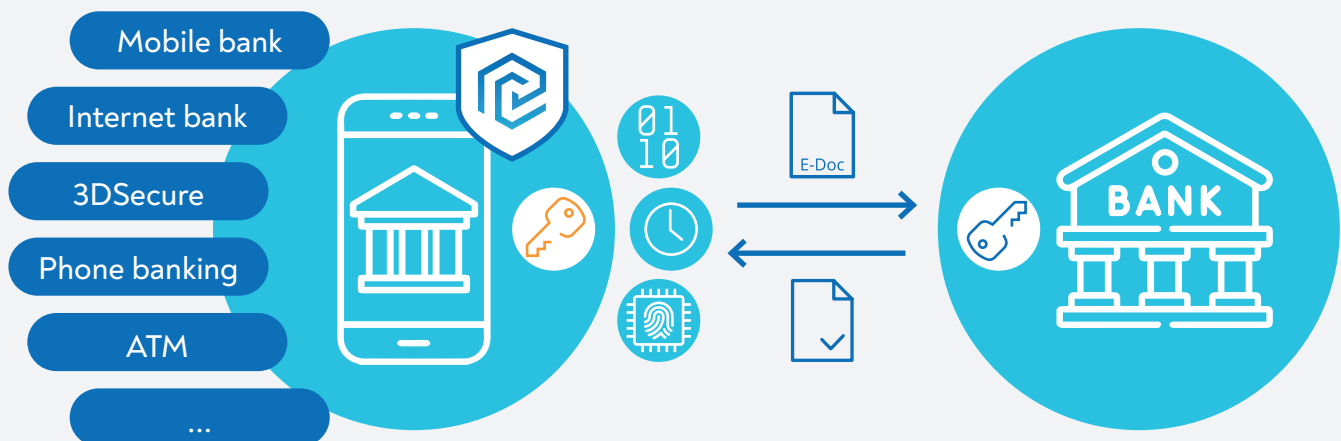 Mobile bank
Internet bank
3DSecure
Phone banking
ATM
...
01
10
E-Doc
BANK